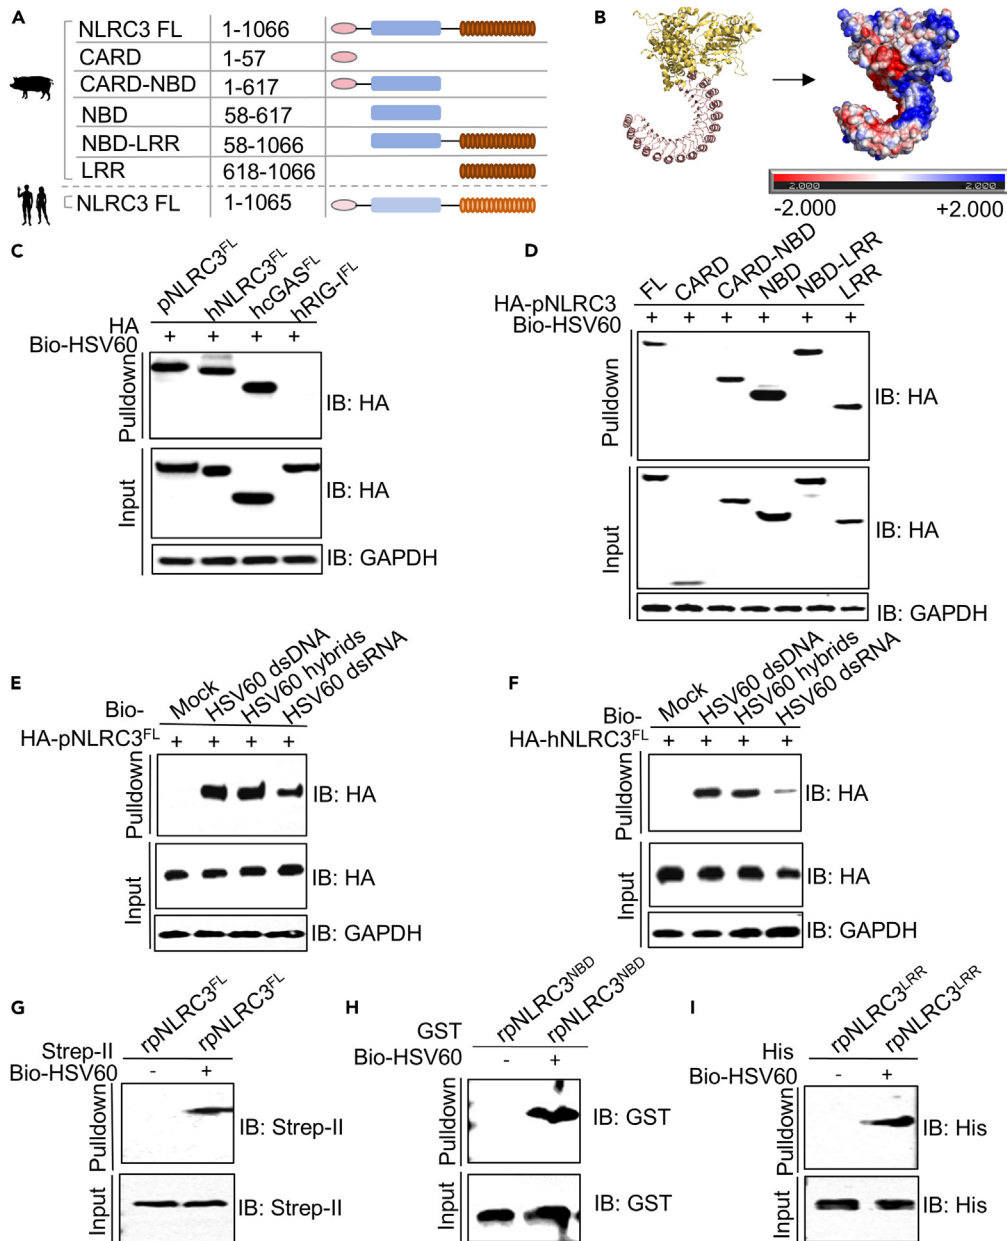 A
NLRC3 FL 1-1066
CARD 1-57
CARD-NBD 1-617
NBD 58-617
NBD-LRR 58-1066
LRR 618-1066
NLRC3 FL 1-1065
B
2.000 2.000
-2.000 +2.000
C
pNLRC3FL hNLRC3FL hcGASFL hRIG-IFL
HA
Bio-HSV60 + + + +
Pulldown IB: HA
Input IB: HA
IB: GAPDH
D
FL CARD CARD-NBD NBD NBD-LRR LRR
HA-pNLRC3
Bio-HSV60 + + + + + +
Pulldown IB: HA
Input IB: HA
IB: GAPDH
E
Mock HSV60 dsDNA HSV60 hybrids HSV60 dsRNA
Bio-
HA-pNLRC3FL + + + +
Pulldown IB: HA
Input IB: HA
IB: GAPDH
F
Mock HSV60 dsDNA HSV60 hybrids HSV60 dsRNA
Bio-
HA-hNLRC3FL + + + +
Pulldown IB: HA
Input IB: HA
IB: GAPDH
G
rpNLRC3FL rpNLRC3FL
Strep-II
Bio-HSV60 - +
Pulldown IB: Strep-II
Input IB: Strep-II
H
rpNLRC3NBD rpNLRC3NBD
GST
Bio-HSV60 - +
Pulldown IB: GST
Input IB: GST
I
rpNLRC3LRR rpNLRC3LRR
His
Bio-HSV60 - +
Pulldown IB: His
Input IB: His